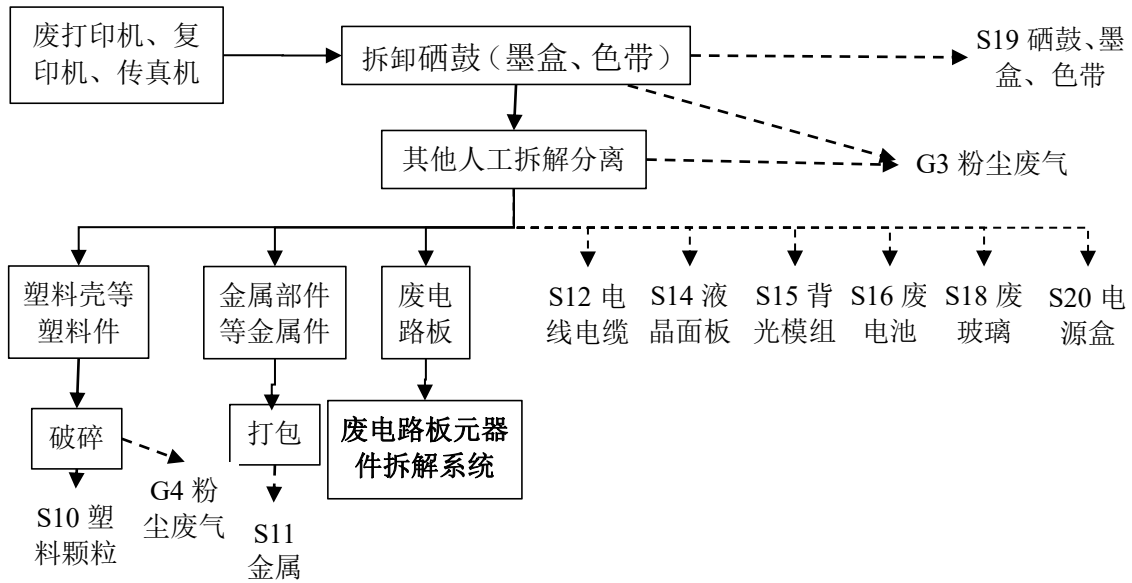 废打印机、复
印机、传真机
拆卸硒鼓（墨盒、色带）
S19 硒鼓、墨
盒、色带
其他人工拆解分离
G3 粉尘废气
塑料壳等
塑料件
金属部件
等金属件
废电
路板
S12 电
线电缆
S14 液
晶面板
S15 背
光模组
S16 废
电池
S18 废
玻璃
S20 电
源盒
破碎
打包
废电路板元器
件拆解系统
G4 粉
尘废气
S10 塑
料颗粒
S11
金属